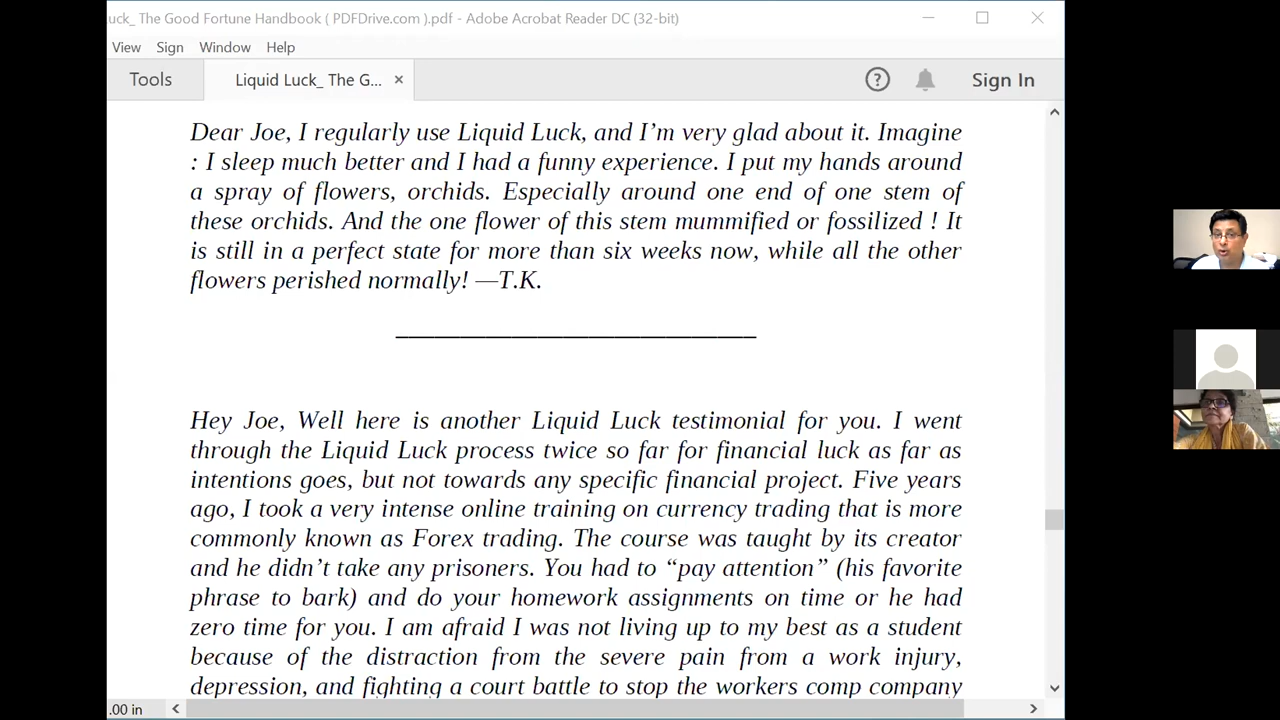 uck_ The Good Fortune Handbook ( PDFDrive.com ).pdf - Adobe Acrobat Reader DC (32-bit)
View Sign Window Help
Tools Liquid Luck_ The G... Sign In
Dear Joe, I regularly use Liquid Luck, and I’m very glad about it. Imagine
: I sleep much better and I had a funny experience. I put my hands around
a spray of flowers, orchids. Especially around one end of one stem of
these orchids. And the one flower of this stem mummified or fossilized ! It
is still in a perfect state for more than six weeks now, while all the other
flowers perished normally! —T.K.
Hey Joe, Well here is another Liquid Luck testimonial for you. I went
through the Liquid Luck process twice so far for financial luck as far as
intentions goes, but not towards any specific financial project. Five years
ago, I took a very intense online training on currency trading that is more
commonly known as Forex trading. The course was taught by its creator
and he didn’t take any prisoners. You had to “pay attention” (his favorite
phrase to bark) and do your homework assignments on time or he had
zero time for you. I am afraid I was not living up to my best as a student
because of the distraction from the severe pain from a work injury,
depression, and fighting a court battle to stop the workers comp company
.00 in